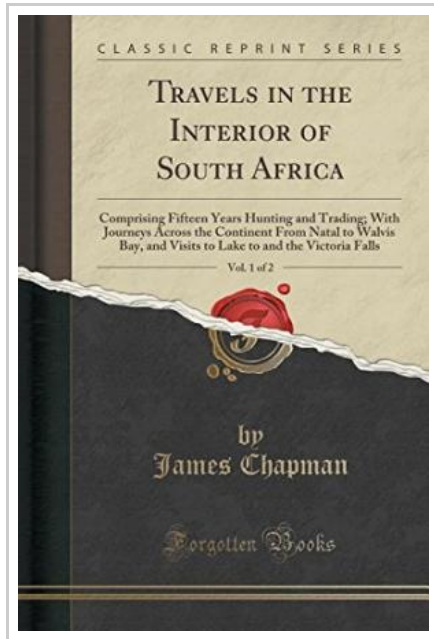 CLASSIC REPRINT SERIES
TRAVELS IN THE
INTERIOR OF
SOUTH AFRICA
Comprising Fifteen Years Hunting and Trading; With
Journeys Across the Continent From Natal to Walvis
Bay, and Visits to Lake to and the Victoria Falls
Vol. 1 of 2
by
James Chapman
Forgotten Books